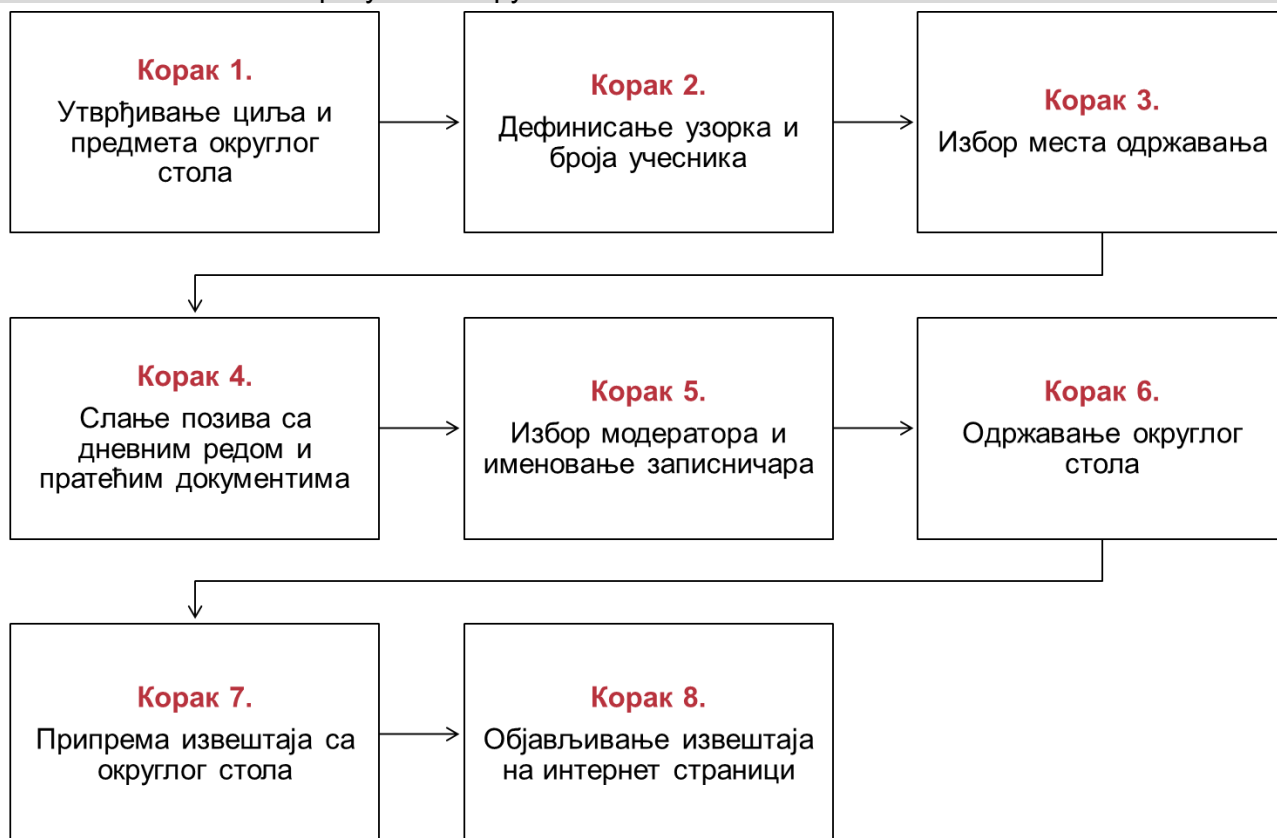 Корак 1.
Утврђивање циља и
предмета округлог
стола
Корак 2.
Дефинисање узорка и
броја учесника
Корак 3.
Избор места одржавања
Корак 4.
Слање позива са
дневним редом и
пратећим документима
Корак 5.
Избор модератора и
именовање записничара
Корак 6.
Одржавање округлог
стола
Корак 7.
Припрема извештаја са
округлог стола
Корак 8.
Објављивање извештаја
на интернет страници